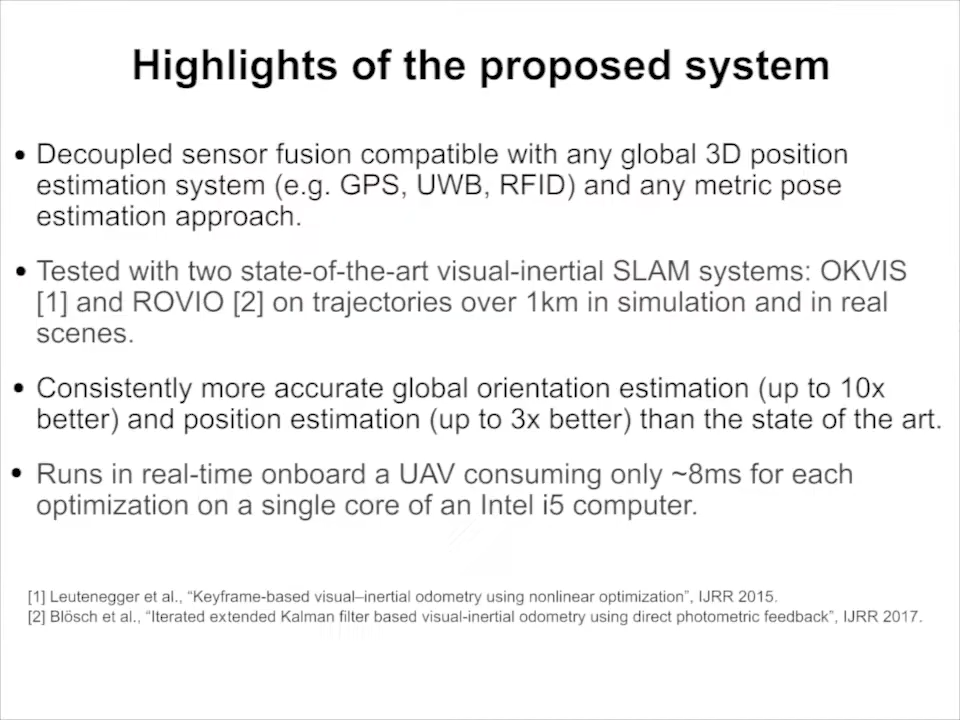 Highlights of the proposed system
• Decoupled sensor fusion compatible with any global 3D position
estimation system (e.g. GPS, UWB, RFID) and any metric pose
estimation approach.
• Tested with two state-of-the-art visual-inertial SLAM systems: OKVIS
[1] and ROVIO [2] on trajectories over 1km in simulation and in real
scenes.
• Consistently more accurate global orientation estimation (up to 10x
better) and position estimation (up to 3x better) than the state of the art.
• Runs in real-time onboard a UAV consuming only ~8ms for each
optimization on a single core of an Intel i5 computer.
[1] Leutenegger et al., “Keyframe-based visual–inertial odometry using nonlinear optimization”, IJRR 2015.
[2] Blösch et al., “Iterated extended Kalman filter based visual-inertial odometry using direct photometric feedback”, IJRR 2017.